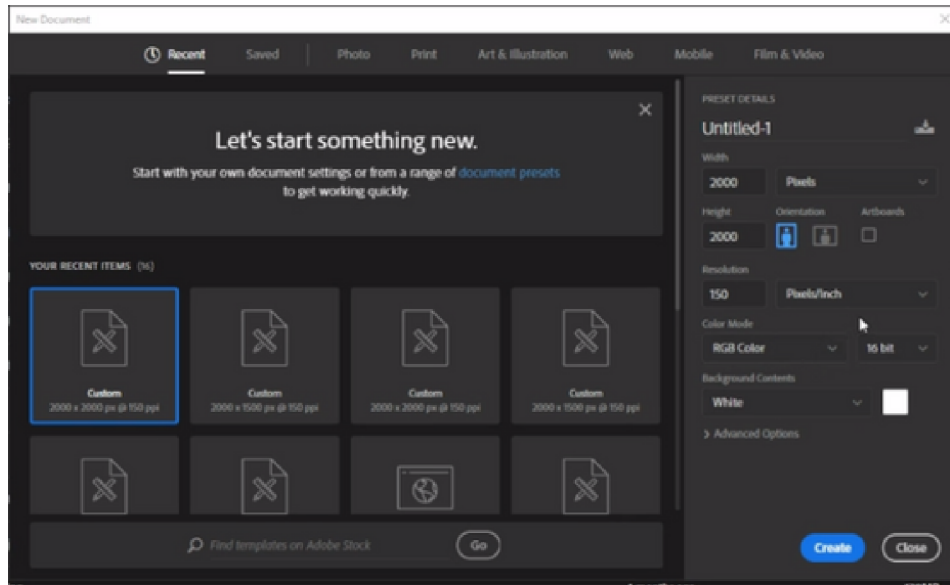 New Document
Recent Saved Photo Print Art & Illustration Web Mobile Film & Video
Let's start something new.
Start with your own document settings or from a range of document presets
to get working quickly.
YOUR RECENT ITEMS (16)
Custom
2000 x 2000 px @ 150 ppi
Custom
2000 x 1500 px @ 150 ppi
Custom
2000 x 2000 px @ 150 ppi
Custom
2000 x 1500 px @ 150 ppi
Find templates on Adobe Stock
Go
PRESET DETAILS
Untitled-1
Width
2000 Pixels
Height Orientation Artboards
2000
Resolution
150 Pixels/Inch
Color Mode
RGB Color 16 bit
Background Contents
White
Advanced Options
Create Close